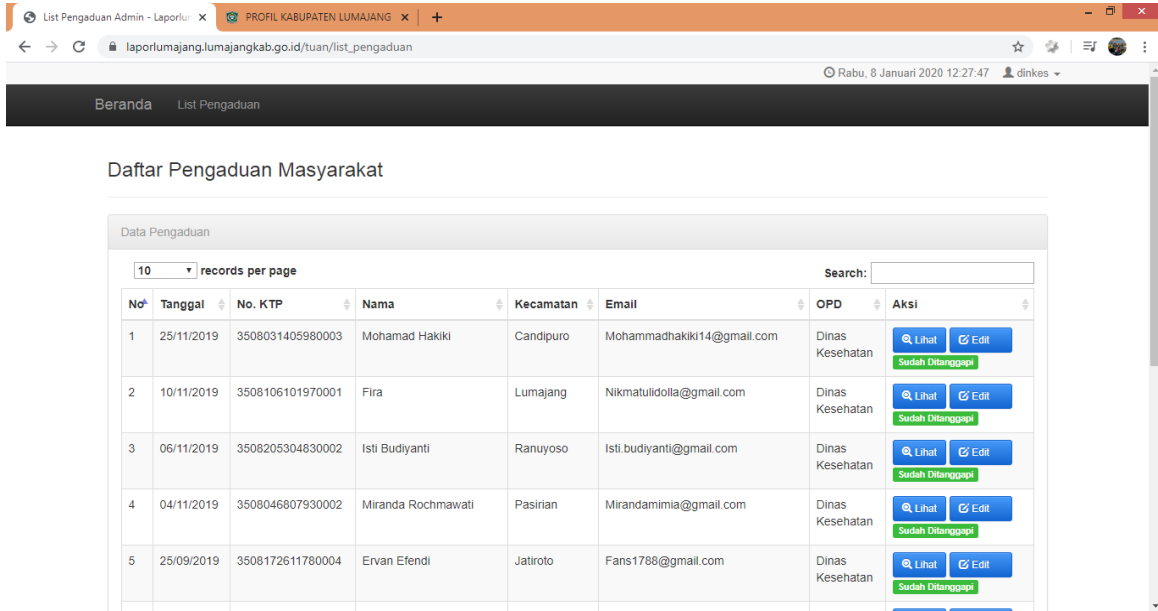 List Pengaduan Admin - Laporlu
PROFIL KABUPATEN LUMAJANG
laporlumajang.lumajangkab.go.id/tuan/list_pengaduan
Rabu, 8 Januari 2020 12:27:47 dinkes
Beranda List Pengaduan
Daftar Pengaduan Masyarakat
Data Pengaduan
10 records per page Search:
No Tanggal No. KTP Nama Kecamatan Email OPD Aksi
1 25/11/2019 3508031405980003 Mohamad Hakiki Candipuro Mohammadhakiki14@gmail.com Dinas Lihat Edit
Kesehatan Sudah Ditanggapi
2 10/11/2019 3508106101970001 Fira Lumajang Nikmatulidolla@gmail.com Dinas Lihat Edit
Kesehatan Sudah Ditanggapi
3 06/11/2019 3508205304830002 Isti Budiyanti Ranuyoso Isti.budiyanti@gmail.com Dinas Lihat Edit
Kesehatan Sudah Ditanggapi
4 04/11/2019 3508046807930002 Miranda Rochmawati Pasirian Mirandamimia@gmail.com Dinas Lihat Edit
Kesehatan Sudah Ditanggapi
5 25/09/2019 3508172611780004 Ervan Efendi Jatiroto Fans1788@gmail.com Dinas Lihat Edit
Kesehatan Sudah Ditanggapi